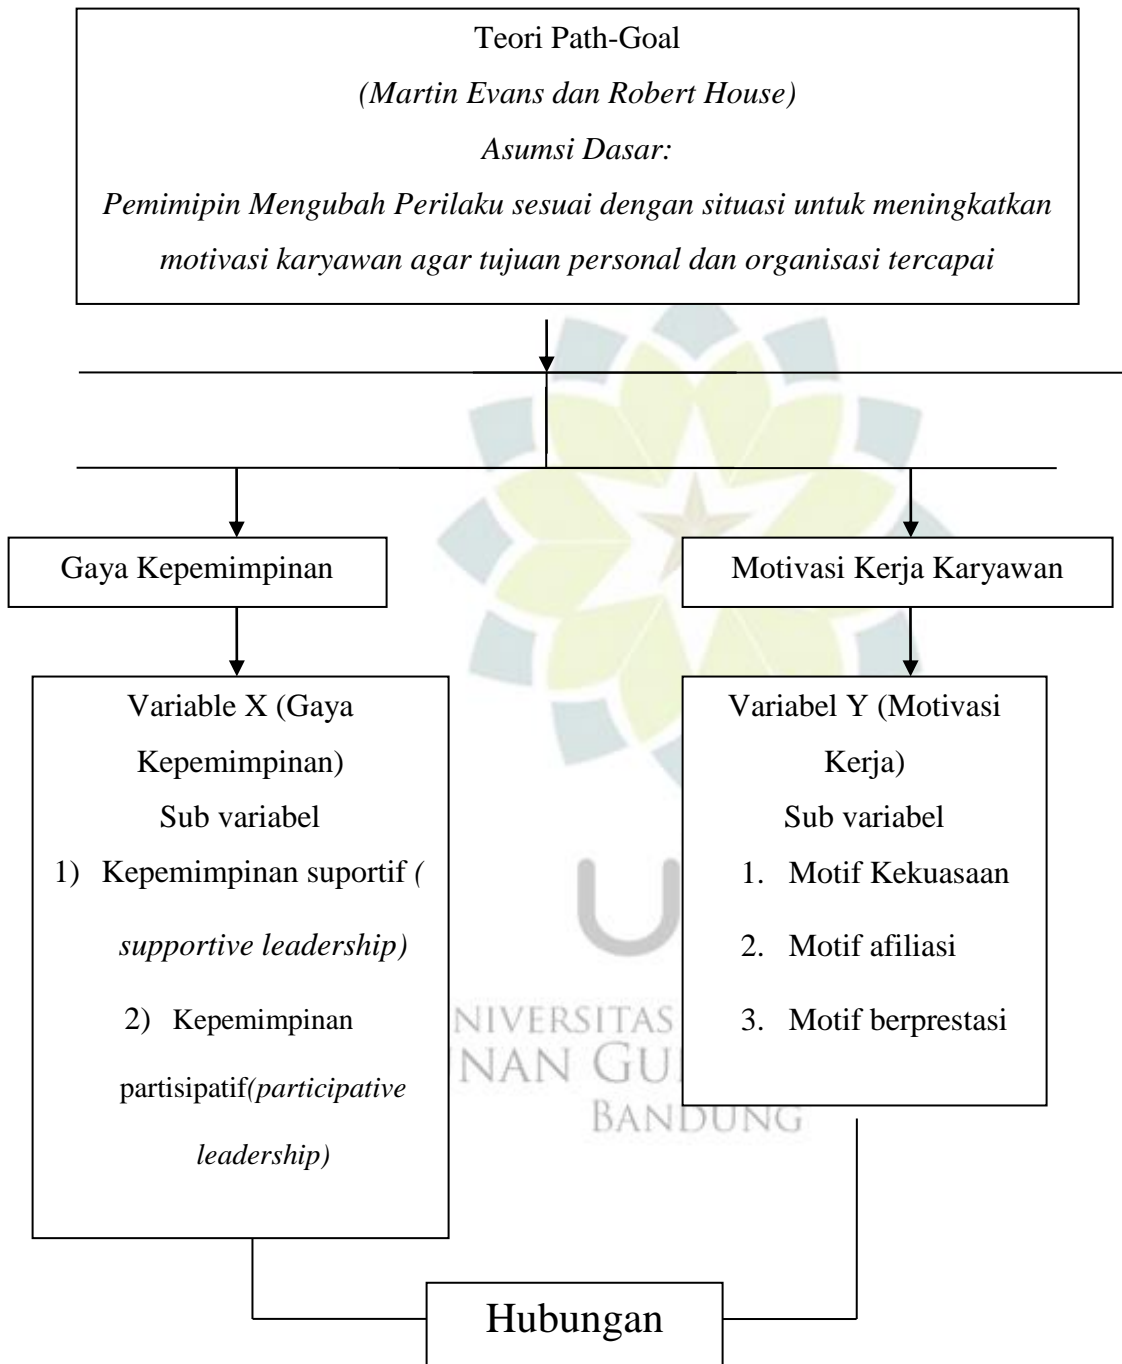 Teori Path-Goal
(Martin Evans dan Robert House)
Asumsi Dasar:
Pemimipin Mengubah Perilaku sesuai dengan situasi untuk meningkatkan
motivasi karyawan agar tujuan personal dan organisasi tercapai
Gaya Kepemimpinan
Motivasi Kerja Karyawan
Variable X (Gaya
Kepemimpinan)
Sub variabel
1) Kepemimpinan suportif (
supportive leadership)
2) Kepemimpinan
partisipatif(participative
leadership)
Variabel Y (Motivasi
Kerja)
Sub variabel
1. Motif Kekuasaan
2. Motif afiliasi
3. Motif berprestasi
U
NIVERSITAS
NAN GU
BANDUNG
Hubungan